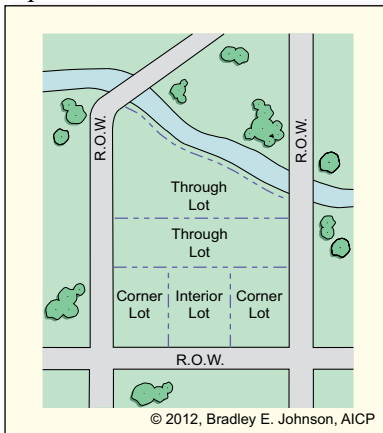 R.O.W.
R.O.W.
Through
Lot
Through
Lot
Corner
Lot
Interior
Lot
Corner
Lot
R.O.W.
© 2012, Bradley E. Johnson, AICP